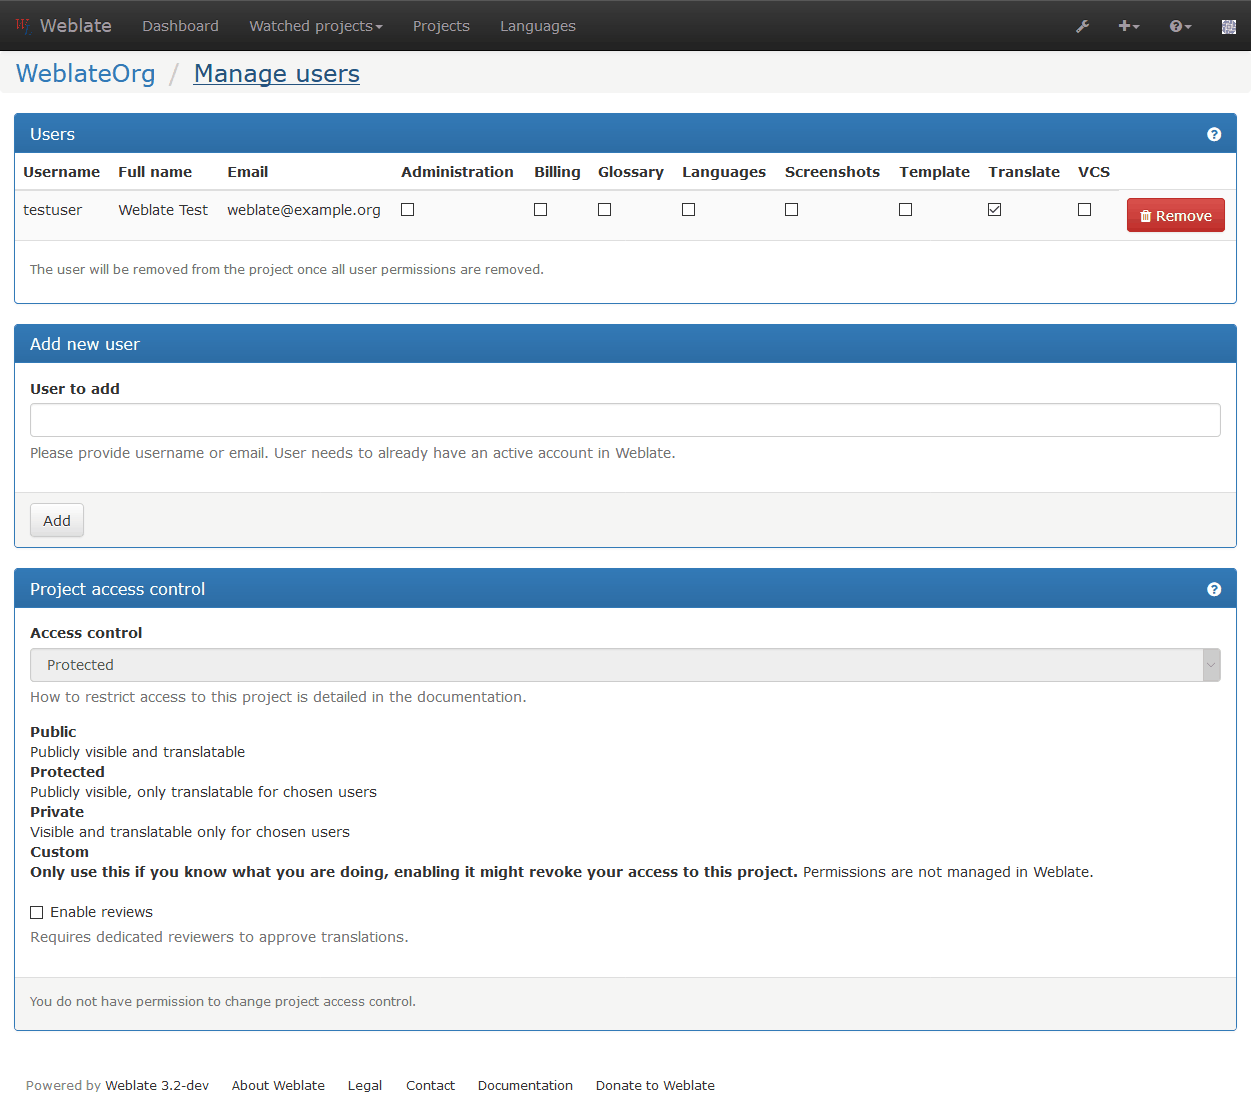 Weblate Dashboard Watched projects Projects Languages
WeblateOrg / Manage users
Users
Username Full name Email Administration Billing Glossary Languages Screenshots Template Translate VCS
testuser Weblate Test weblate@example.org Remove
The user will be removed from the project once all user permissions are removed.
Add new user
User to add
Please provide username or email. User needs to already have an active account in Weblate.
Add
Project access control
Access control
Protected
How to restrict access to this project is detailed in the documentation.
Public
Publicly visible and translatable
Protected
Publicly visible, only translatable for chosen users
Private
Visible and translatable only for chosen users
Custom
Only use this if you know what you are doing, enabling it might revoke your access to this project. Permissions are not managed in Weblate.
Enable reviews
Requires dedicated reviewers to approve translations.
You do not have permission to change project access control.
Powered by Weblate 3.2-dev About Weblate Legal Contact Documentation Donate to Weblate